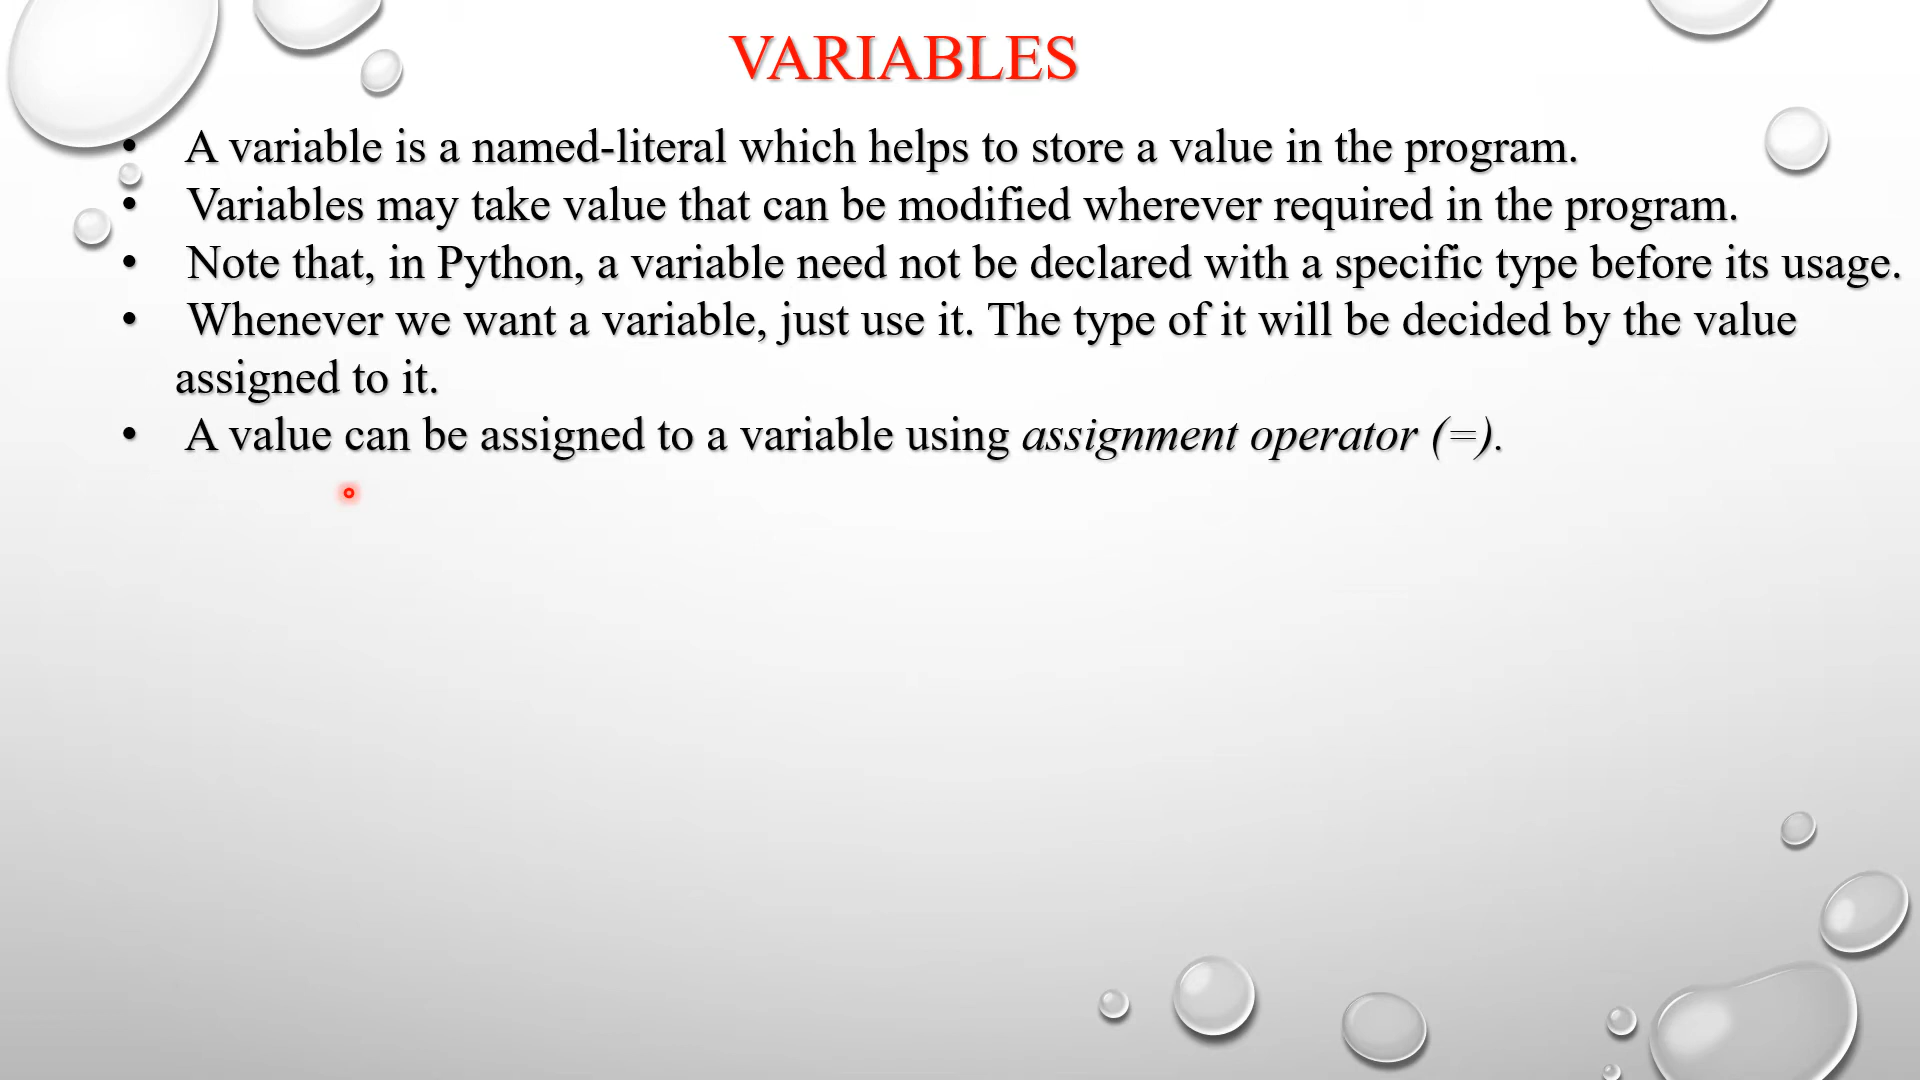 VARIABLES
• A variable is a named-literal which helps to store a value in the program.
• Variables may take value that can be modified wherever required in the program.
• Note that, in Python, a variable need not be declared with a specific type before its usage.
• Whenever we want a variable, just use it. The type of it will be decided by the value
assigned to it.
• A value can be assigned to a variable using assignment operator (=).